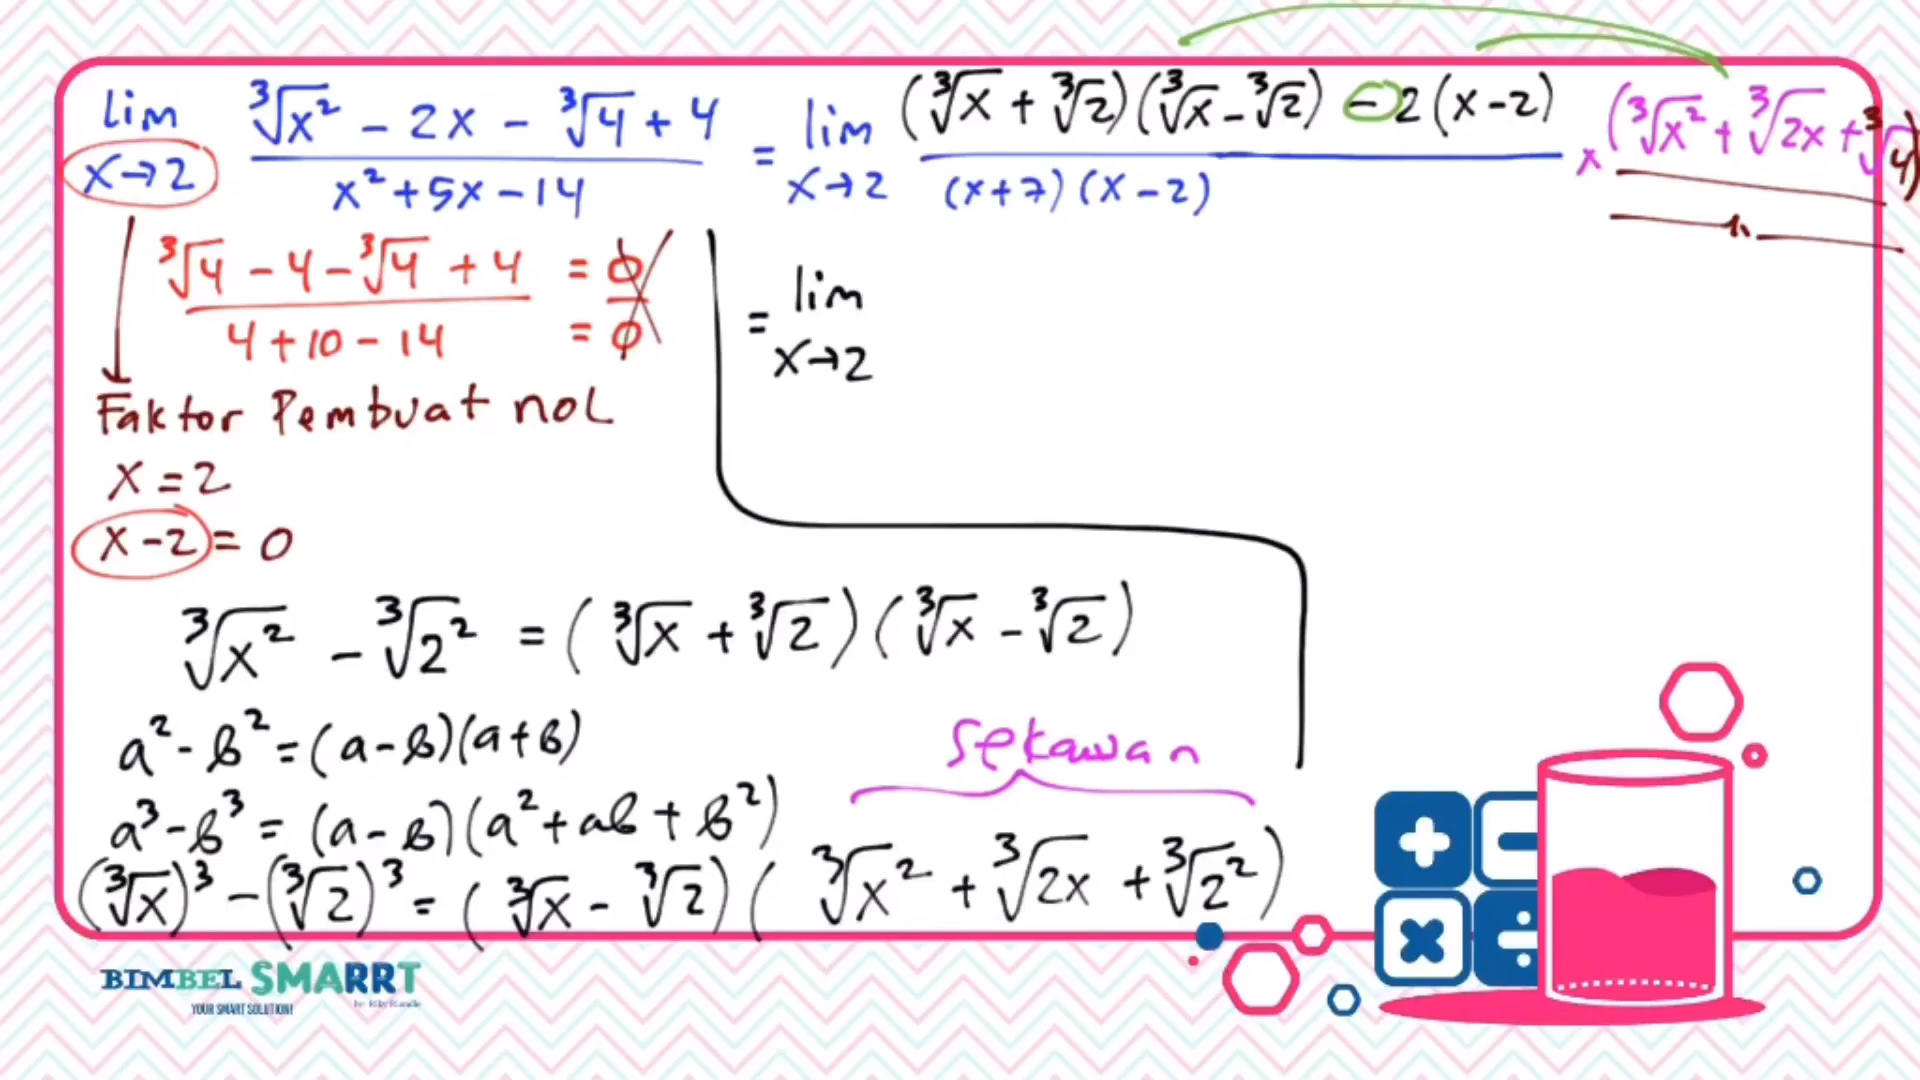 lim x→2 (∛x² - 2x - ∛4 + 4) / (x² + 5x - 14) = lim x→2 ((∛x + ∛2)(∛x - ∛2) - 2(x-2)) / ((x+7)(x-2)) × (∛x² + ∛2x + ∛4) / 〃
(∛4 - 4 - ∛4 + 4) / (4 + 10 - 14) = 0 / = 0
= lim x→2
Faktor Pembuat nol
x = 2
x - 2 = 0
∛x² - ∛2² = (∛x + ∛2)(∛x - ∛2)
a² - b² = (a - b)(a + b)
Sekawan
a³ - b³ = (a - b)(a² + ab + b²)
(∛x)³ - (∛2)³ = (∛x - ∛2)(∛x² + ∛2x + ∛2²)
BIMBEL SMARRT
YOUR SMART SOLUTION!